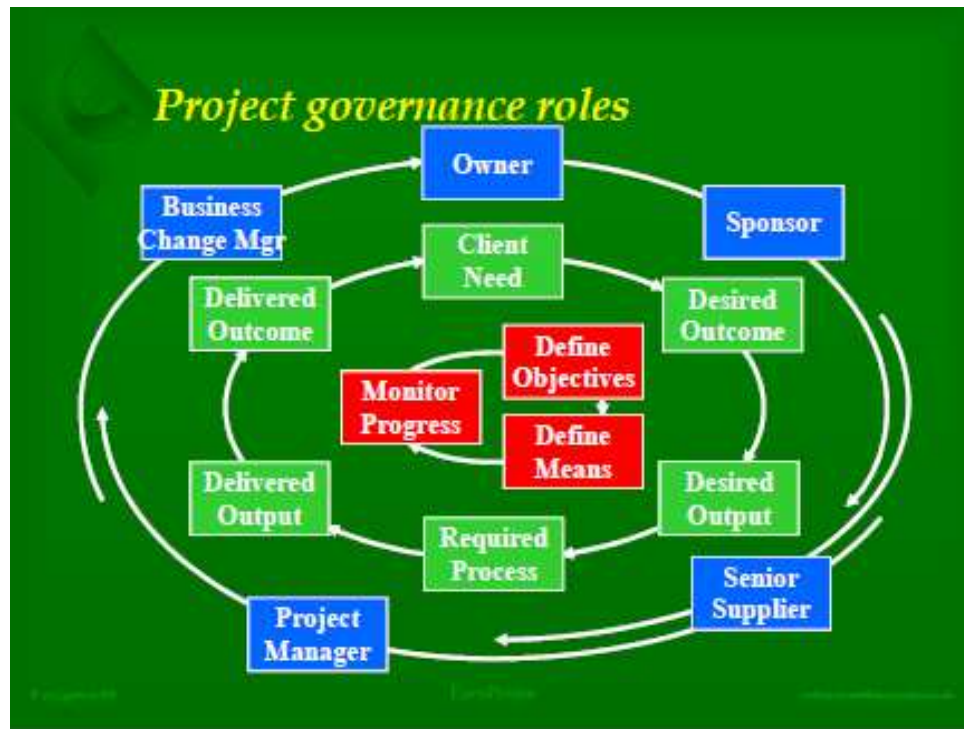 Project governance roles
Owner
Business
Change Mgr
Sponsor
Client
Need
Delivered
Outcome
Desired
Outcome
Define
Objectives
Monitor
Progress
Define
Means
Delivered
Output
Desired
Output
Required
Process
Senior
Supplier
Project
Manager